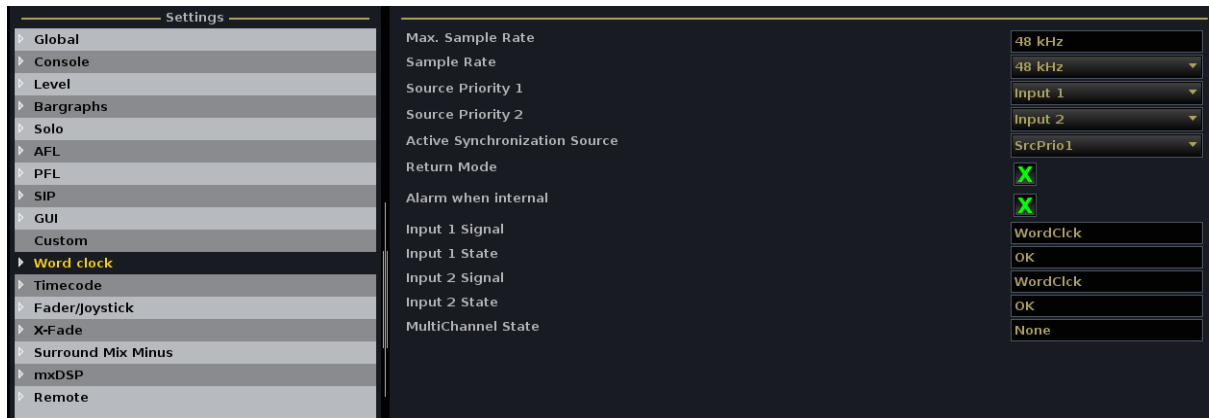 Settings
Global
Console
Level
Bargraphs
Solo
AFL
PFL
SIP
GUI
Custom
Word clock
Timecode
Fader/Joystick
X-Fade
Surround Mix Minus
mxDSP
Remote
Max. Sample Rate 48 kHz
Sample Rate 48 kHz
Source Priority 1 Input 1
Source Priority 2 Input 2
Active Synchronization Source SrcPrio1
Return Mode X
Alarm when internal X
Input 1 Signal WordClck
Input 1 State OK
Input 2 Signal WordClck
Input 2 State OK
MultiChannel State None